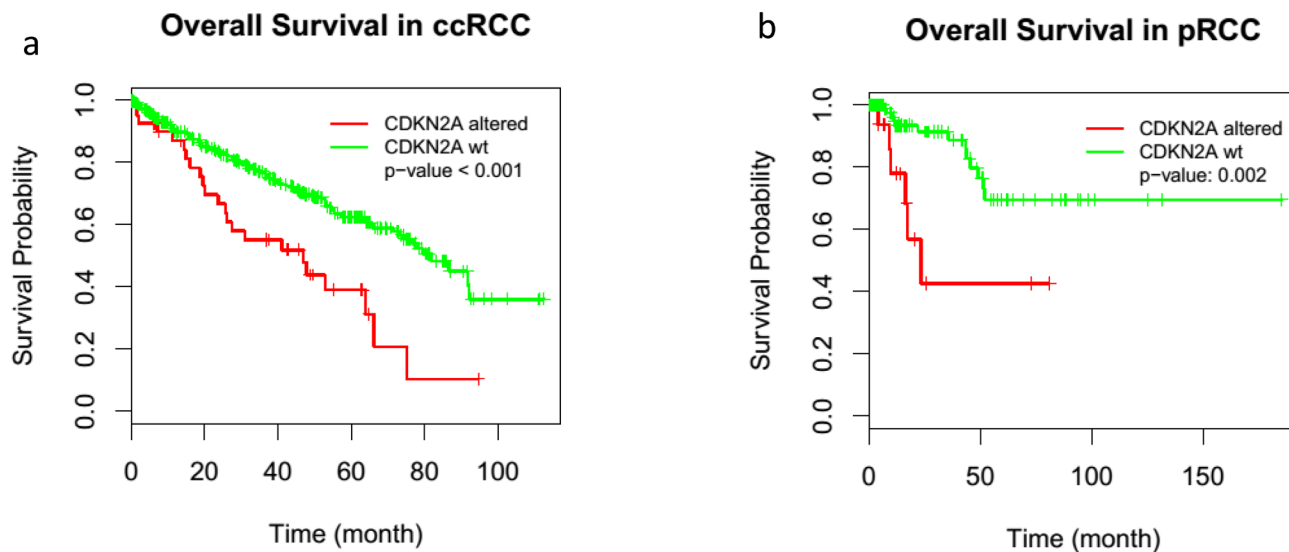 a
Overall Survival in ccRCC
Survival Probability
1.0
0.8
0.6
0.4
0.2
0.0
CDKN2A altered
CDKN2A wt
p−value < 0.001
0 20 40 60 80 100
Time (month)
b
Overall Survival in pRCC
Survival Probability
1.0
0.8
0.6
0.4
0.2
0.0
CDKN2A altered
CDKN2A wt
p−value: 0.002
0 50 100 150
Time (month)